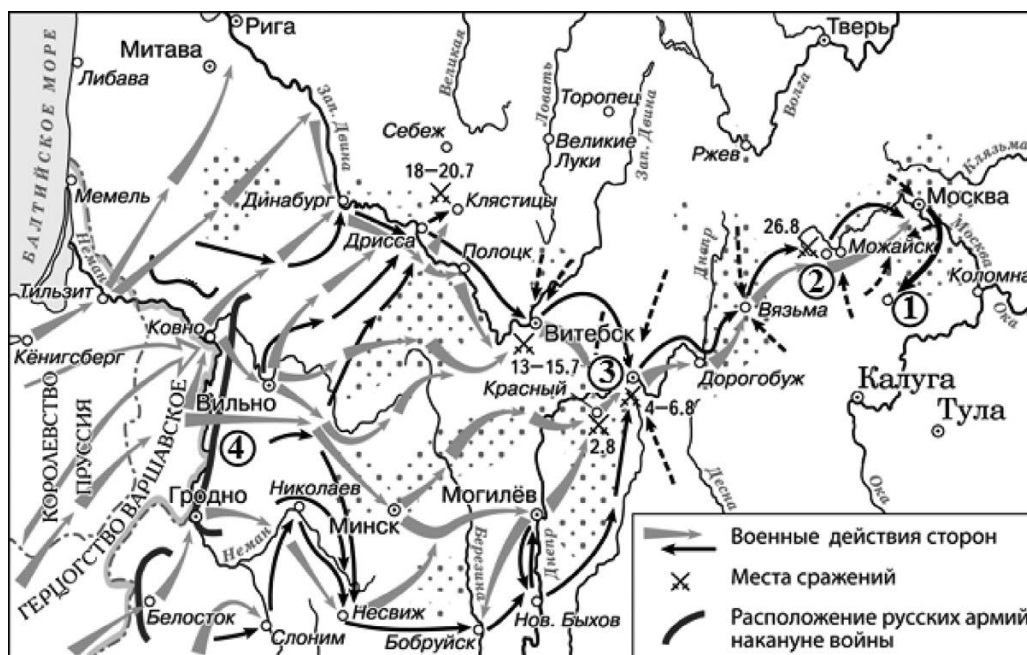 Рига
Тверь
Митава
Либава
БАЛТИЙСКОЕ МОРЕ
Великая
Ловать
Зап. Двина
Торопец
Волга
Себеж
Великие
Луки
Зап. Двина
Ржев
Клязьма
18–20.7
Мемель
Динабург
Клястицы
Москва
26.8
Дрисса
Можайск
Москва
Неман
Полоцк
Днепр
2
Коломна
Тильзит
1
Ока
Ковно
Витебск
Вязьма
Кёнигсберг
13–15.7
3
Красный
Дорогобуж
Вильно
4–6.8
Калуга
Тула
2.8
4
КОРОЛЕВСТВО
ПРУССИЯ
ГЕРЦОГСТВО ВАРШАВСКОЕ
Гродно
Николаев
Минск
Могилёв
Десна
Ока
Неман
Березина
Днепр
Белосток
Несвиж
Слоним
Бобруйск
Нов. Быхов
Военные действия сторон
Места сражений
Расположение русских армий
накануне войны